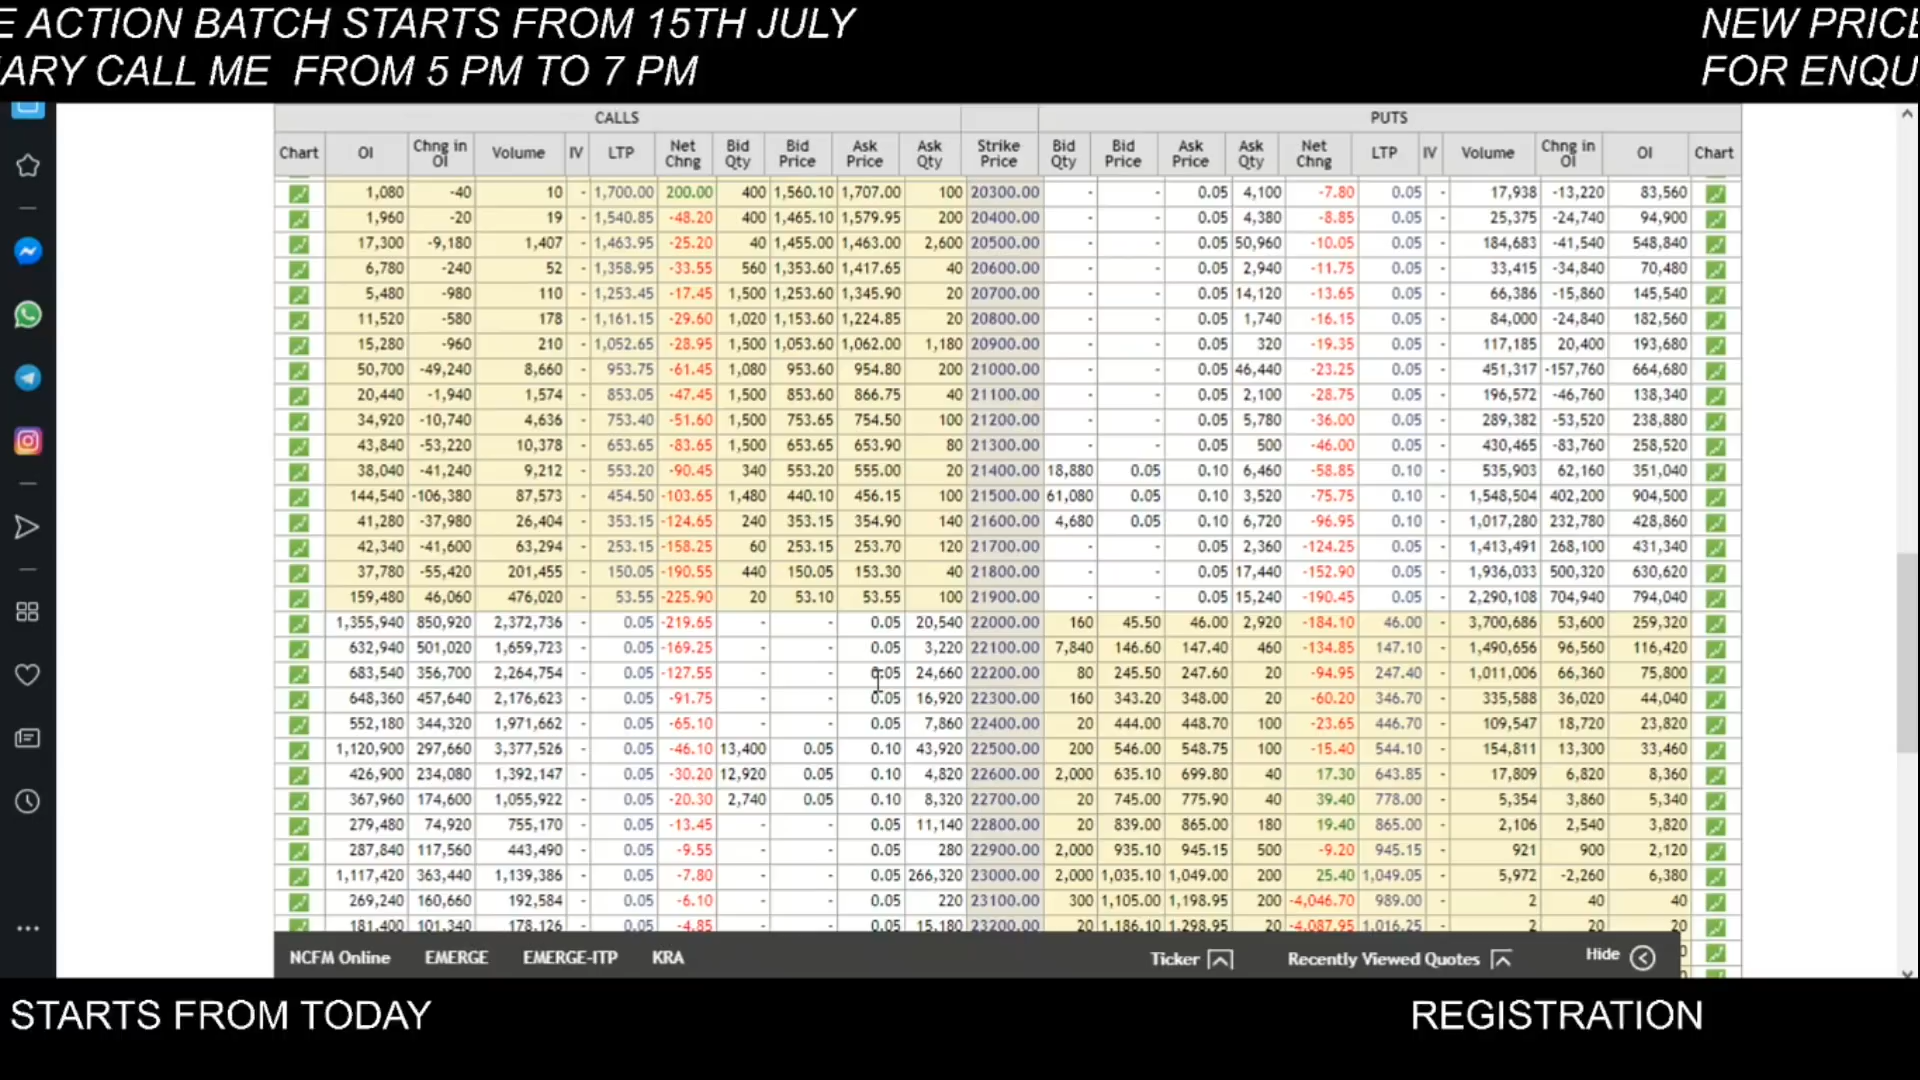 E ACTION BATCH STARTS FROM 15TH JULY NEW PRICE
ARY CALL ME FROM 5 PM TO 7 PM FOR ENQU
CALLS PUTS
Chart OI Chng in OI Volume IV LTP Net Chng Bid Qty Bid Price Ask Price Ask Qty Strike Price Bid Qty Bid Price Ask Price Ask Qty Net Chng LTP IV Volume Chng in OI OI Chart
1,080 -40 10 - 1,700.00 200.00 400 1,560.10 1,707.00 100 20300.00 - - 0.05 4,100 -7.80 0.05 - 17,938 -13,220 83,560
1,960 -20 19 - 1,540.85 -48.20 400 1,465.10 1,579.95 200 20400.00 - - 0.05 4,380 -8.85 0.05 - 25,375 -24,740 94,900
17,300 -9,180 1,407 - 1,463.95 -25.20 40 1,455.00 1,463.00 2,600 20500.00 - - 0.05 50,960 -10.05 0.05 - 184,683 -41,540 548,840
6,780 -240 52 - 1,358.95 -33.55 560 1,353.60 1,417.65 40 20600.00 - - 0.05 2,940 -11.75 0.05 - 33,415 -34,840 70,480
5,480 -980 110 - 1,253.45 -17.45 1,500 1,253.60 1,345.90 20 20700.00 - - 0.05 14,120 -13.65 0.05 - 66,386 -15,860 145,540
11,520 -580 178 - 1,161.15 -29.60 1,020 1,153.60 1,224.85 20 20800.00 - - 0.05 1,740 -16.15 0.05 - 84,000 -24,840 182,560
15,280 -960 210 - 1,052.65 -28.95 1,500 1,053.60 1,062.00 1,180 20900.00 - - 0.05 320 -19.35 0.05 - 117,185 20,400 193,680
50,700 -49,240 8,660 - 953.75 -61.45 1,080 953.60 954.80 200 21000.00 - - 0.05 46,440 -23.25 0.05 - 451,317 -157,760 664,680
20,440 -1,940 1,574 - 853.05 -47.45 1,500 853.60 866.75 40 21100.00 - - 0.05 2,100 -28.75 0.05 - 196,572 -46,760 138,340
34,920 -10,740 4,636 - 753.40 -51.60 1,500 753.65 754.50 100 21200.00 - - 0.05 5,780 -36.00 0.05 - 289,382 -53,520 238,880
43,840 -53,220 10,378 - 653.65 -83.65 1,500 653.65 653.90 80 21300.00 - - 0.05 500 -46.00 0.05 - 430,465 -83,760 258,520
38,040 -41,240 9,212 - 553.20 -90.45 340 553.20 555.00 20 21400.00 18,880 0.05 0.10 6,460 -58.85 0.10 - 535,903 62,160 351,040
144,540 -106,380 87,573 - 454.50 -103.65 1,480 440.10 456.15 100 21500.00 61,080 0.05 0.10 3,520 -75.75 0.10 - 1,548,504 402,200 904,500
41,280 -37,980 26,404 - 353.15 -124.65 240 353.15 354.90 140 21600.00 4,680 0.05 0.10 6,720 -96.95 0.10 - 1,017,280 232,780 428,860
42,340 -41,600 63,294 - 253.15 -158.25 60 253.15 253.70 120 21700.00 - - 0.05 2,360 -124.25 0.05 - 1,413,491 268,100 431,340
37,780 -55,420 201,455 - 150.05 -190.55 440 150.05 153.30 40 21800.00 - - 0.05 17,440 -152.90 0.05 - 1,936,033 500,320 630,620
159,480 46,060 476,020 - 53.55 -225.90 20 53.10 53.55 100 21900.00 - - 0.05 15,240 -190.45 0.05 - 2,290,108 704,940 794,040
1,355,940 850,920 2,372,736 - 0.05 -219.65 - - 0.05 20,540 22000.00 160 45.50 46.00 2,920 -184.10 46.00 - 3,700,686 53,600 259,320
632,940 501,020 1,659,723 - 0.05 -169.25 - - 0.05 3,220 22100.00 7,840 146.60 147.40 460 -134.85 147.10 - 1,490,656 96,560 116,420
683,540 356,700 2,264,754 - 0.05 -127.55 - - 0.05 24,660 22200.00 80 245.50 247.60 20 -94.95 247.40 - 1,011,006 66,360 75,800
648,360 457,640 2,176,623 - 0.05 -91.75 - - 0.05 16,920 22300.00 160 343.20 348.00 20 -60.20 346.70 - 335,588 36,020 44,040
552,180 344,320 1,971,662 - 0.05 -65.10 - - 0.05 7,860 22400.00 20 444.00 448.70 100 -23.65 446.70 - 109,547 18,720 23,820
1,120,900 297,660 3,377,526 - 0.05 -46.10 13,400 0.05 0.10 43,920 22500.00 200 546.00 548.75 100 -15.40 544.10 - 154,811 13,300 33,460
426,900 234,080 1,392,147 - 0.05 -30.20 12,920 0.05 0.10 4,820 22600.00 2,000 635.10 699.80 40 17.30 643.85 - 17,809 6,820 8,360
367,960 174,600 1,055,922 - 0.05 -20.30 2,740 0.05 0.10 8,320 22700.00 20 745.00 775.90 40 39.40 778.00 - 5,354 3,860 5,340
279,480 74,920 755,170 - 0.05 -13.45 - - 0.05 11,140 22800.00 20 839.00 865.00 180 19.40 865.00 - 2,106 2,540 3,820
287,840 117,560 443,490 - 0.05 -9.55 - - 0.05 280 22900.00 2,000 935.10 945.15 500 -9.20 945.15 - 921 900 2,120
1,117,420 363,440 1,139,386 - 0.05 -7.80 - - 0.05 266,320 23000.00 2,000 1,035.10 1,049.00 200 25.40 1,049.05 - 5,972 -2,260 6,380
269,240 160,660 192,584 - 0.05 -6.10 - - 0.05 220 23100.00 300 1,105.00 1,198.95 200 -4,046.70 989.00 - 2 40 40
181,400 101,340 178,126 - 0.05 -4.85 - - 0.05 15,180 23200.00 20 1,186.10 1,298.95 20 -4,087.95 1,016.25 - 2 20 20
NCFM Online EMERGE EMERGE-ITP KRA Ticker Recently Viewed Quotes Hide
STARTS FROM TODAY REGISTRATION